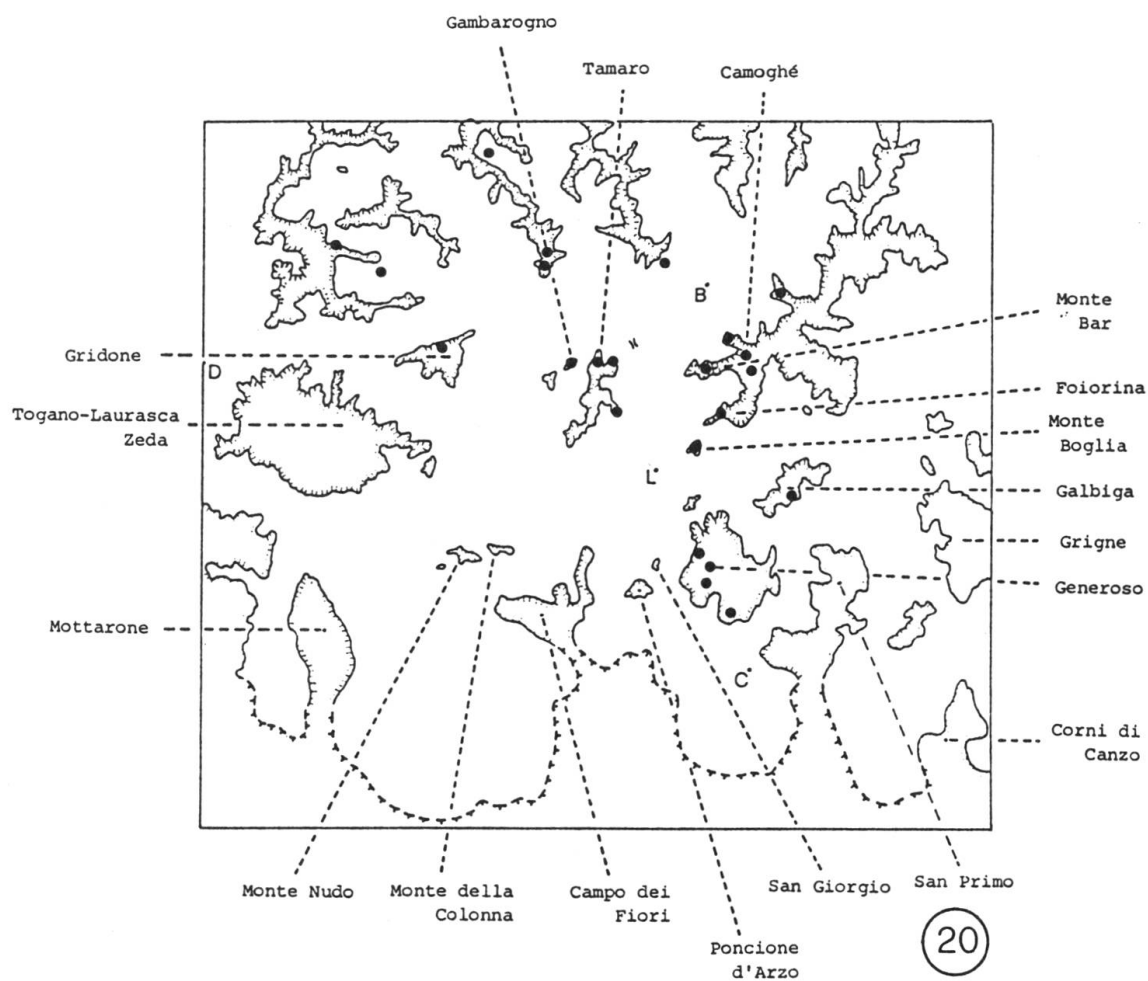 Gambarogno
Tamaro
Camoghé
B
Monte
Bar
Gridone
D
Foiorina
Togano-Laurasca
Zeda
Monte
Boglia
L
Galbiga
Grigne
Generoso
Mottarone
C
Corni di
Canzo
Monte Nudo
Monte della
Colonna
Campo dei
Fiori
San Giorgio
San Primo
Poncione
d'Arzo
20